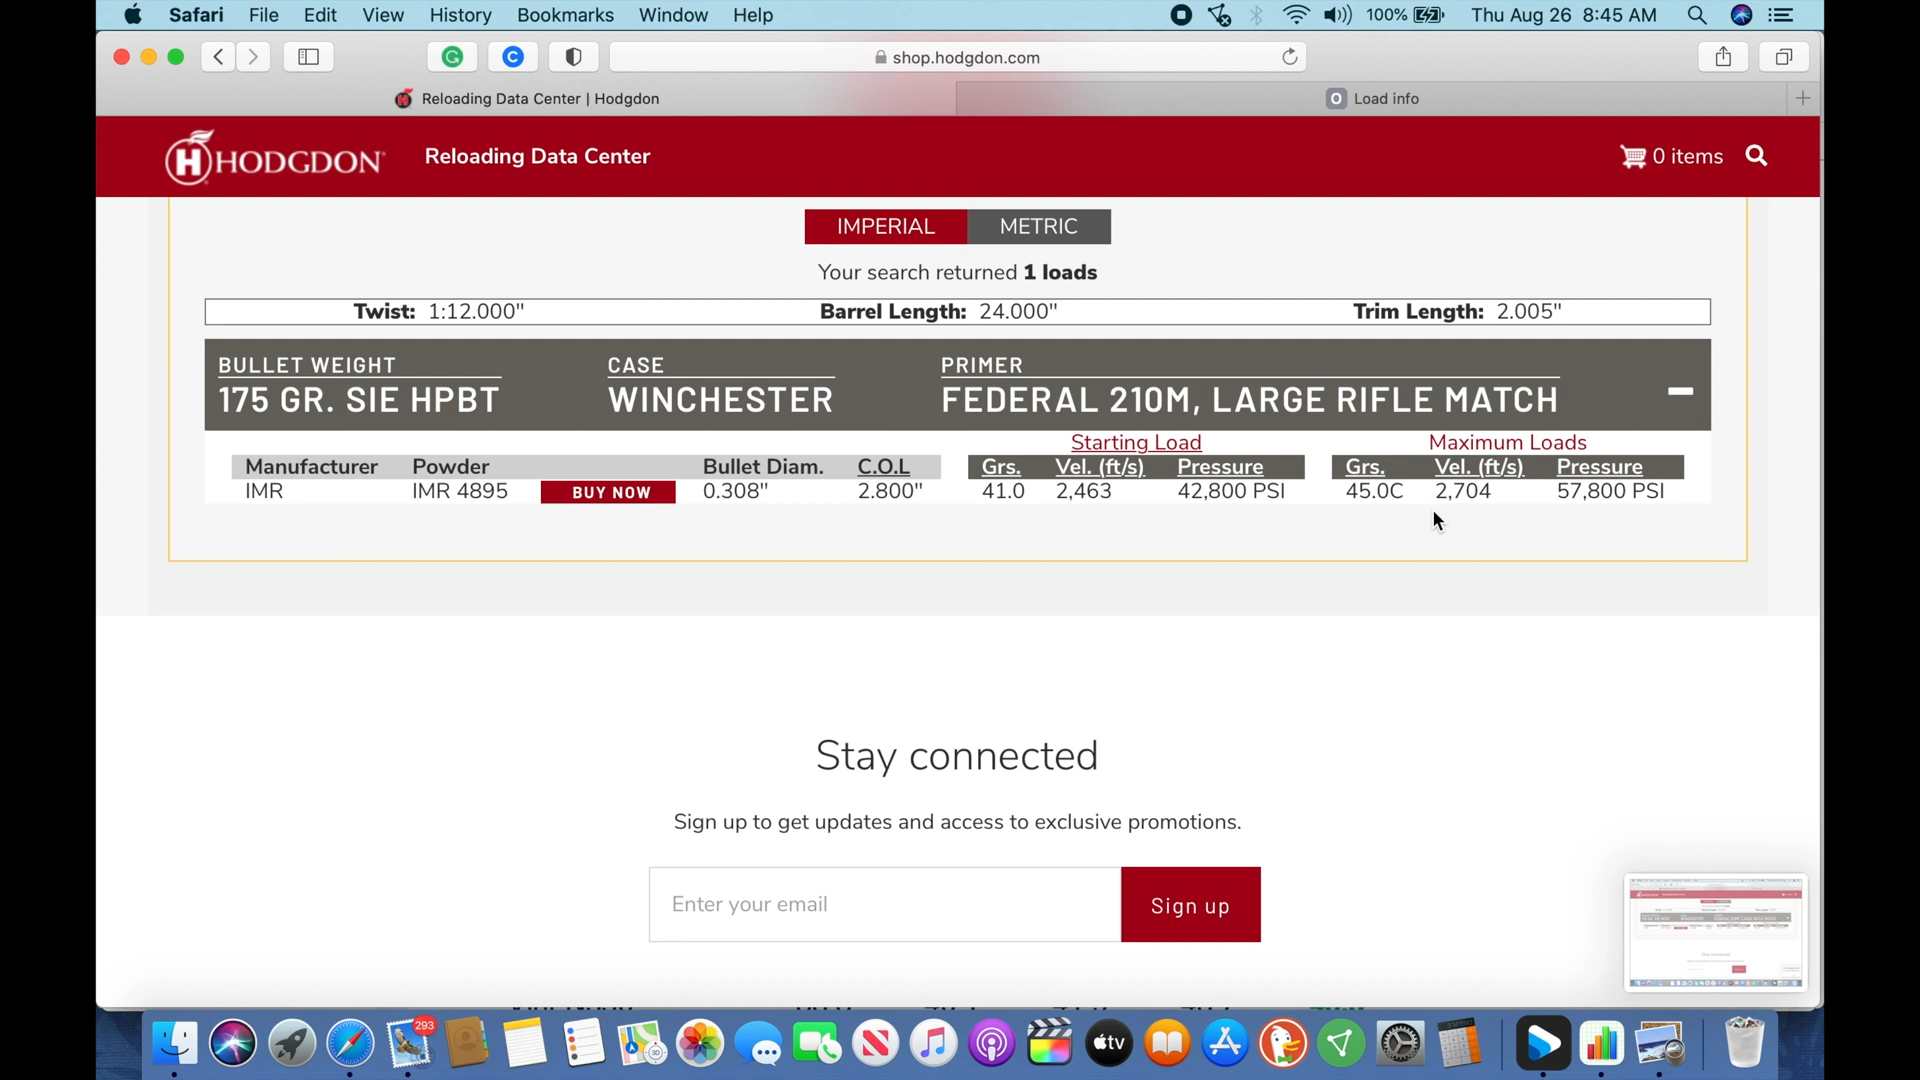 Safari File Edit View History Bookmarks Window Help 100% Thu Aug 26 8:45 AM
shop.hodgdon.com
Reloading Data Center | Hodgdon
Load info
HODGDON
Reloading Data Center
0 items
IMPERIAL METRIC
Your search returned 1 loads
Twist: 1:12.000" Barrel Length: 24.000" Trim Length: 2.005"
BULLET WEIGHT CASE PRIMER
175 GR. SIE HPBT WINCHESTER FEDERAL 210M, LARGE RIFLE MATCH
Starting Load Maximum Loads
Manufacturer Powder Bullet Diam. C.O.L Grs. Vel. (ft/s) Pressure Grs. Vel. (ft/s) Pressure
IMR IMR 4895 BUY NOW 0.308" 2.800" 41.0 2,463 42,800 PSI 45.0C 2,704 57,800 PSI
Stay connected
Sign up to get updates and access to exclusive promotions.
Enter your email Sign up
293
3D
tv